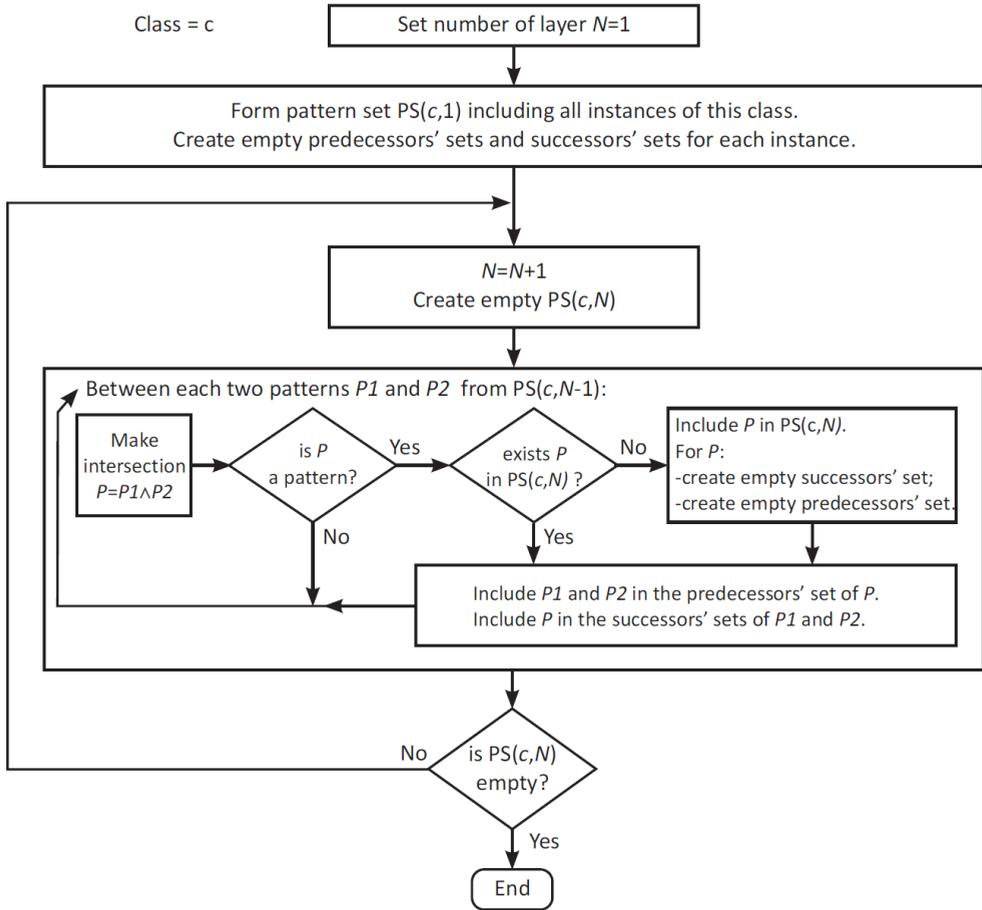 Class = c
Set number of layer N=1
Form pattern set PS(c,1) including all instances of this class.
Create empty predecessors’ sets and successors’ sets for each instance.
N=N+1
Create empty PS(c,N)
Between each two patterns P1 and P2 from PS(c,N-1):
Make
intersection
P=P1∧P2
is P
a pattern?
Yes
No
exists P
in PS(c,N) ?
No
Yes
Include P in PS(c,N).
For P:
-create empty successors’ set;
-create empty predecessors’ set.
Include P1 and P2 in the predecessors’ set of P.
Include P in the successors’ sets of P1 and P2.
No
is PS(c,N)
empty?
Yes
End